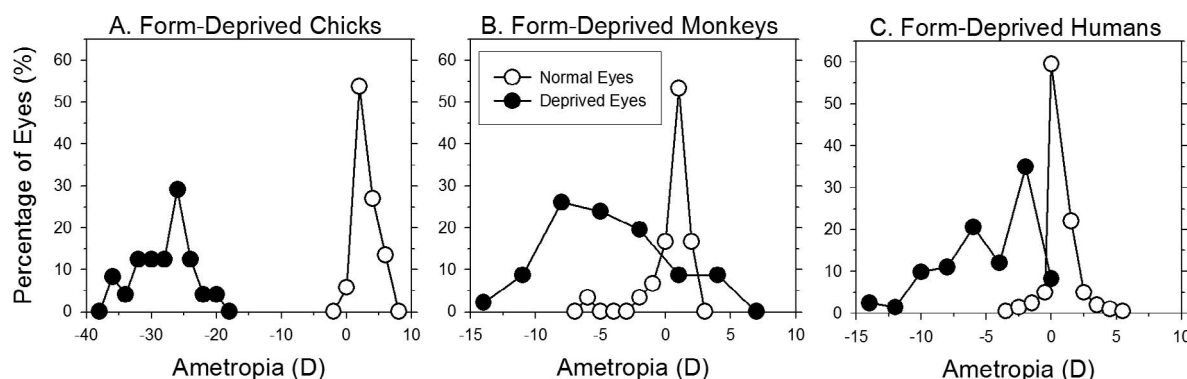 A. Form-Deprived Chicks
B. Form-Deprived Monkeys
C. Form-Deprived Humans
Percentage of Eyes (%)
60
50
40
30
20
10
0
-40 -30 -20 -10 0 10
Ametropia (D)
Normal Eyes
Deprived Eyes
60
50
40
30
20
10
0
-15 -10 -5 0 5 10
Ametropia (D)
60
50
40
30
20
10
0
-15 -10 -5 0 5 10
Ametropia (D)